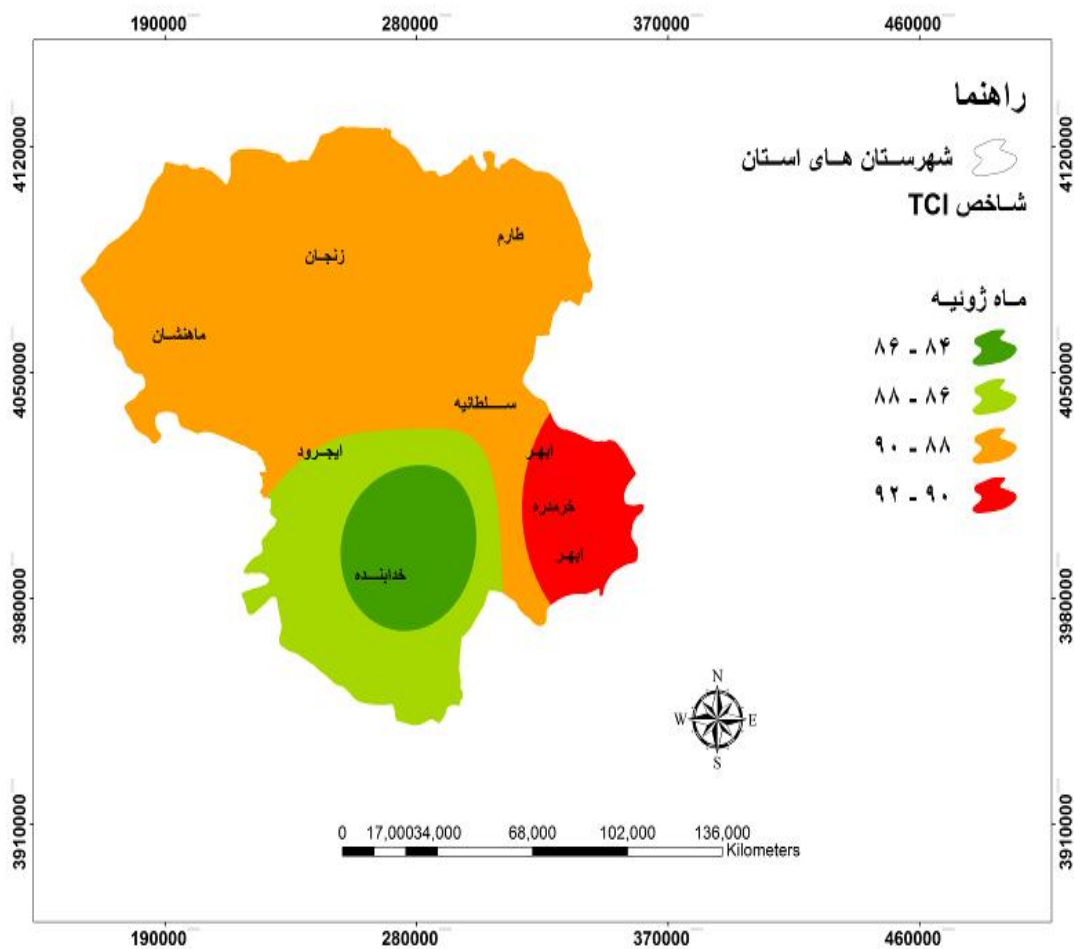 190000 280000 370000 460000
راهنما
شهرستان های استان
شاخص TCI
ماه ژوئیه
۸۶ - ۸۴
۸۸ - ۸۶
۹۰ - ۸۸
۹۲ - ۹۰
طارم
زنجان
ماهنشان
سلطانیه
ایجرود
ابهر
خرمدره
ابهر
خدابنده
N
W E
S
0 17,000 34,000 68,000 102,000 136,000
Kilometers
4120000
4050000
3980000
3910000
4120000
4050000
3980000
3910000
190000 280000 370000 460000